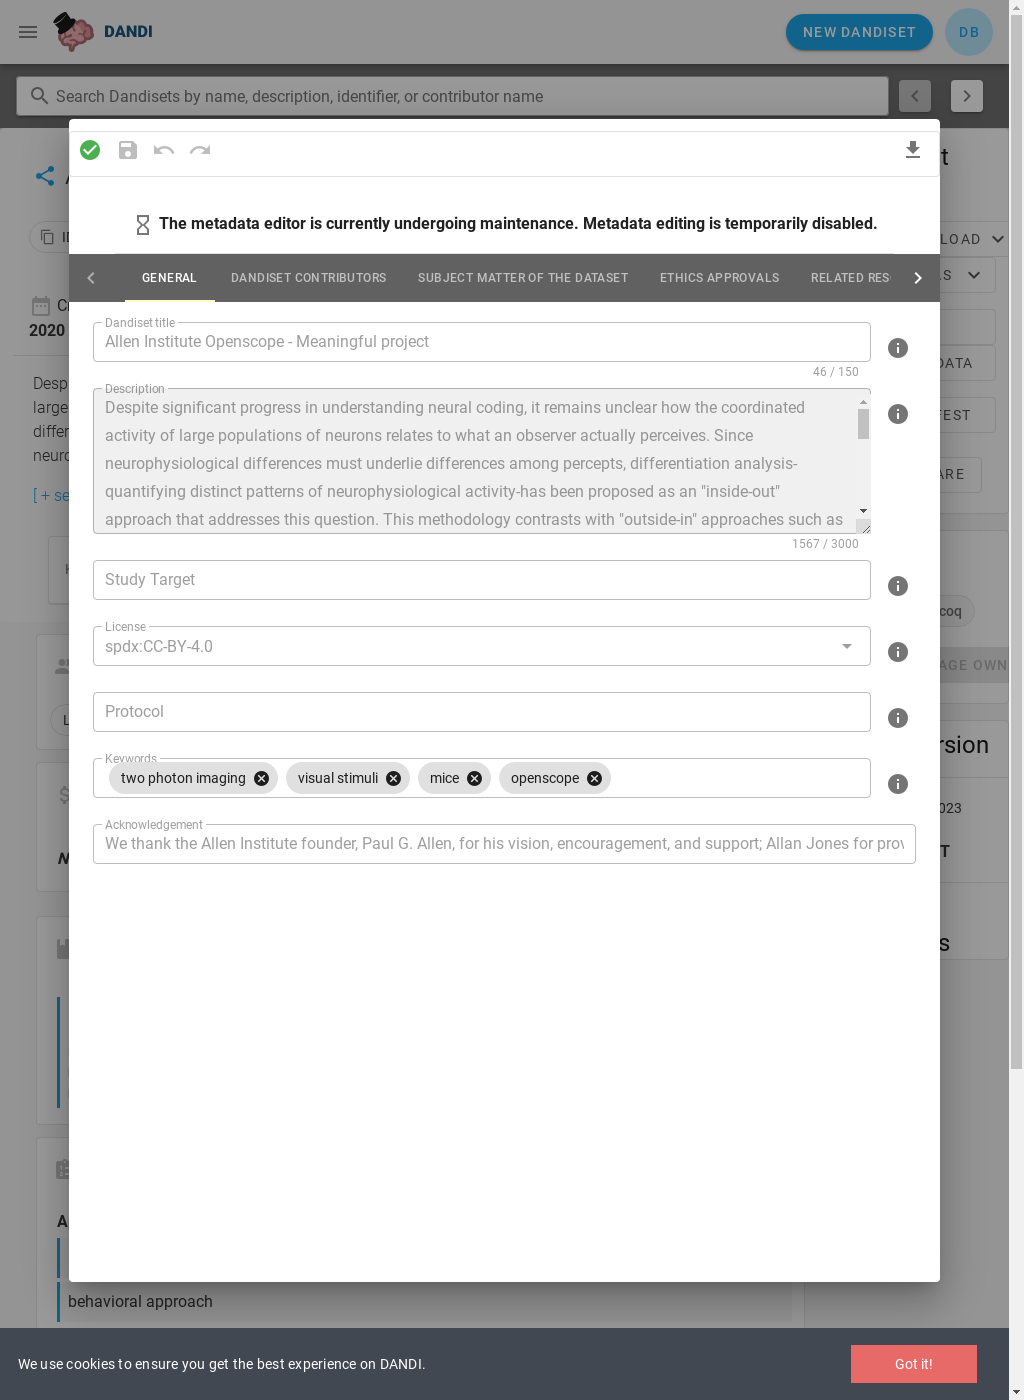 DANDI
NEW DANDISET
DB
Search Dandisets by name, description, identifier, or contributor name
The metadata editor is currently undergoing maintenance. Metadata editing is temporarily disabled.
GENERAL
DANDISET CONTRIBUTORS
SUBJECT MATTER OF THE DATASET
ETHICS APPROVALS
RELATED RES
2020
Dandiset title
Allen Institute Openscope - Meaningful project
46 / 150
Description
Despite significant progress in understanding neural coding, it remains unclear how the coordinated
activity of large populations of neurons relates to what an observer actually perceives. Since
neurophysiological differences must underlie differences among percepts, differentiation analysis-
quantifying distinct patterns of neurophysiological activity-has been proposed as an "inside-out"
approach that addresses this question. This methodology contrasts with "outside-in" approaches such as
1567 / 3000
Desp
large
differ
neuro
[ + se
LOAD
LS
DATA
FEST
ARE
Study Target
License
spdx:CC-BY-4.0
Protocol
Keywords
two photon imaging
visual stimuli
mice
openscope
Acknowledgement
We thank the Allen Institute founder, Paul G. Allen, for his vision, encouragement, and support; Allan Jones for prov
coq
AGE OWN
rsion
023
T
s
behavioral approach
We use cookies to ensure you get the best experience on DANDI.
Got it!